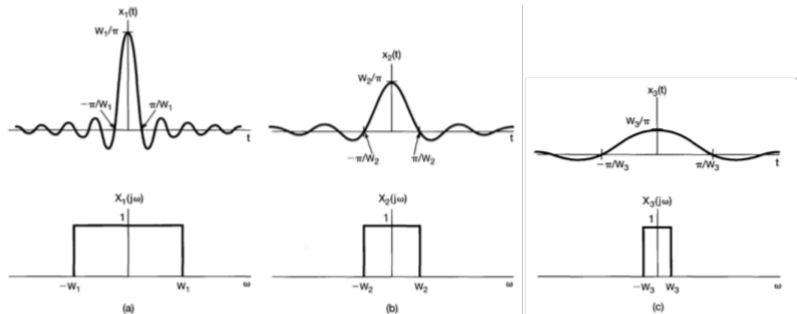 x₁(t)
W₁/π
−π/W₁
π/W₁
t
X₁(jω)
1
−W₁
W₁
(a)
x₂(t)
W₂/π
−π/W₂
π/W₂
t
X₂(jω)
1
−W₂
W₂
ω
(b)
x₃(t)
W₃/π
−π/W₃
π/W₃
t
X₃(jω)
1
−W₃
W₃
ω
(c)
ω